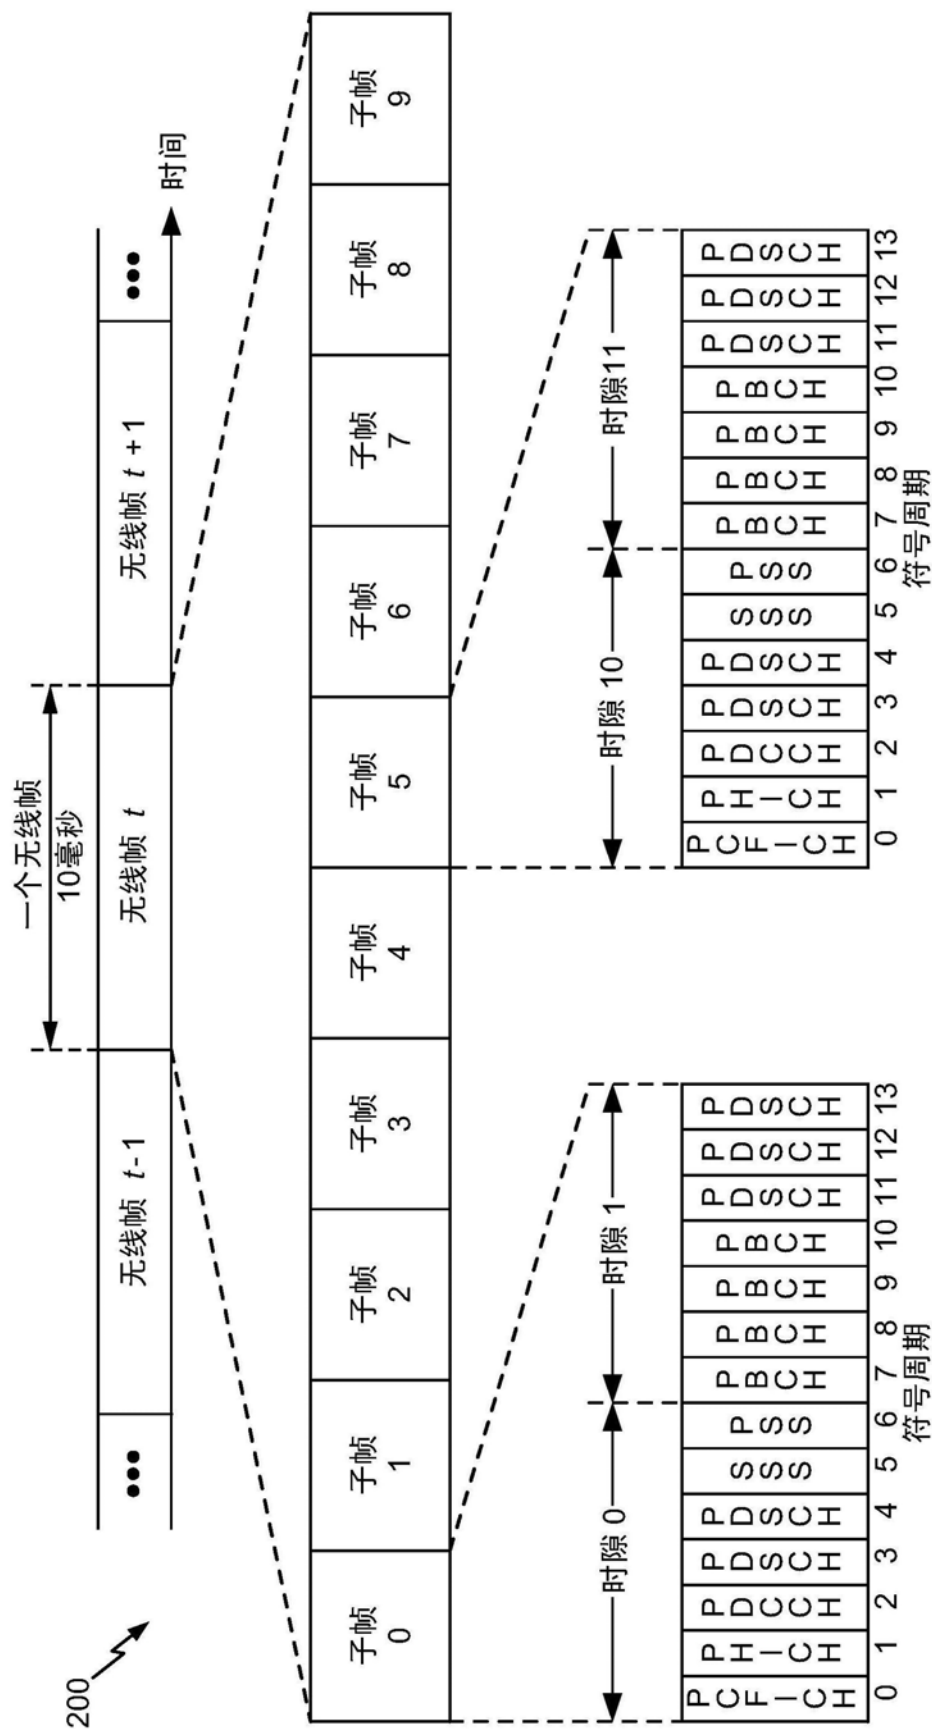 200
一个无线帧
10毫秒
••• 无线帧 t-1 无线帧 t 无线帧 t +1 •••
时间
子帧 0 子帧 1 子帧 2 子帧 3 子帧 4 子帧 5 子帧 6 子帧 7 子帧 8 子帧 9
时隙 0 时隙 1
PCFICH PHICH PDCCH PDSCH PDSCH SSS PSS PBCH PBCH PBCH PBCH PDSCH PDSCH PDSCH
0 1 2 3 4 5 6 7 8 9 10 11 12 13
符号周期
时隙 10 时隙11
PCFICH PHICH PDCCH PDSCH PDSCH SSS PSS PBCH PBCH PBCH PBCH PDSCH PDSCH PDSCH
0 1 2 3 4 5 6 7 8 9 10 11 12 13
符号周期